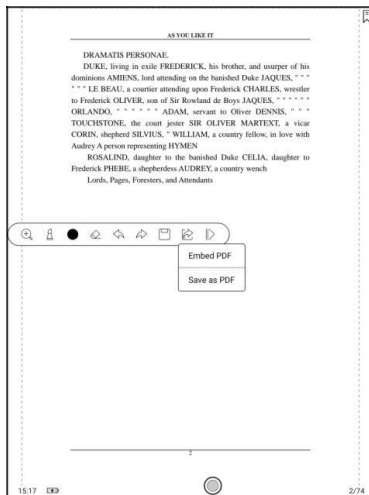 AS YOU LIKE IT
DRAMATIS PERSONAE.
DUKE, living in exile FREDERICK, his brother, and usurper of his
dominions AMIENS, lord attending on the banished Duke JAQUES, " " "
" " " LE BEAU, a courtier attending upon Frederick CHARLES, wrestler
to Frederick OLIVER, son of Sir Rowland de Boys JAQUES, " " " " " "
ORLANDO, " " " " " " ADAM, servant to Oliver DENNIS, " " "
TOUCHSTONE, the court jester SIR OLIVER MARTEXT, a vicar
CORIN, shepherd SILVIUS, " WILLIAM, a country fellow, in love with
Audrey A person representing HYMEN
ROSALIND, daughter to the banished Duke CELIA, daughter to
Frederick PHEBE, a shepherdess AUDREY, a country wench
Lords, Pages, Foresters, and Attendants
Embed PDF
Save as PDF
2
15:17
2/74